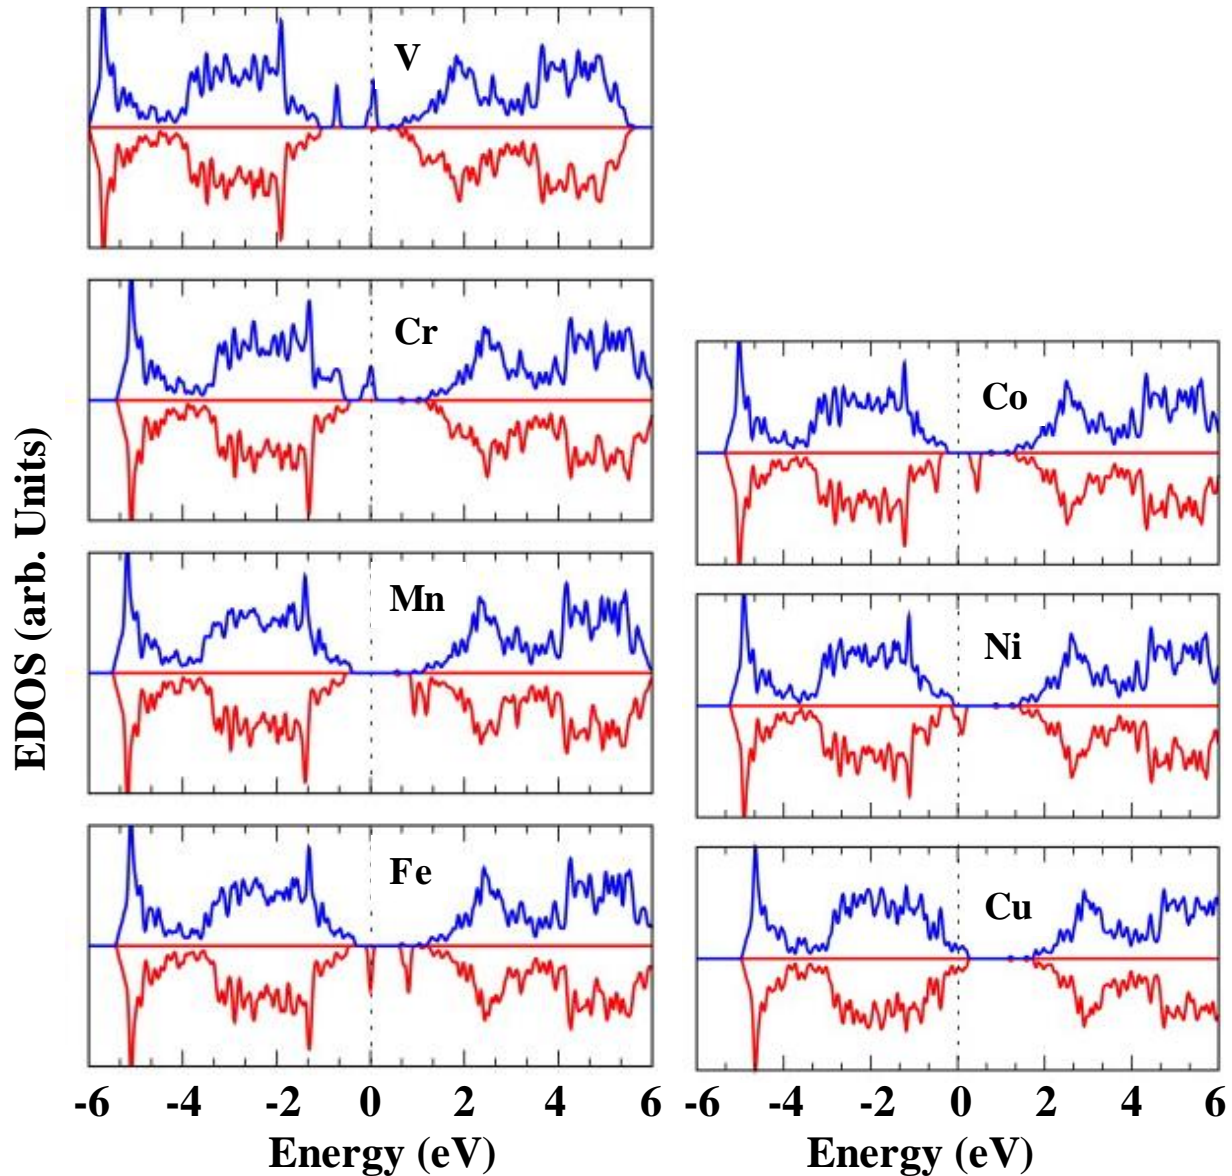 EDOS (arb. Units)
V
Cr
Mn
Fe
-6 -4 -2 0 2 4 6
Energy (eV)
Co
Ni
Cu
-6 -4 -2 0 2 4 6
Energy (eV)